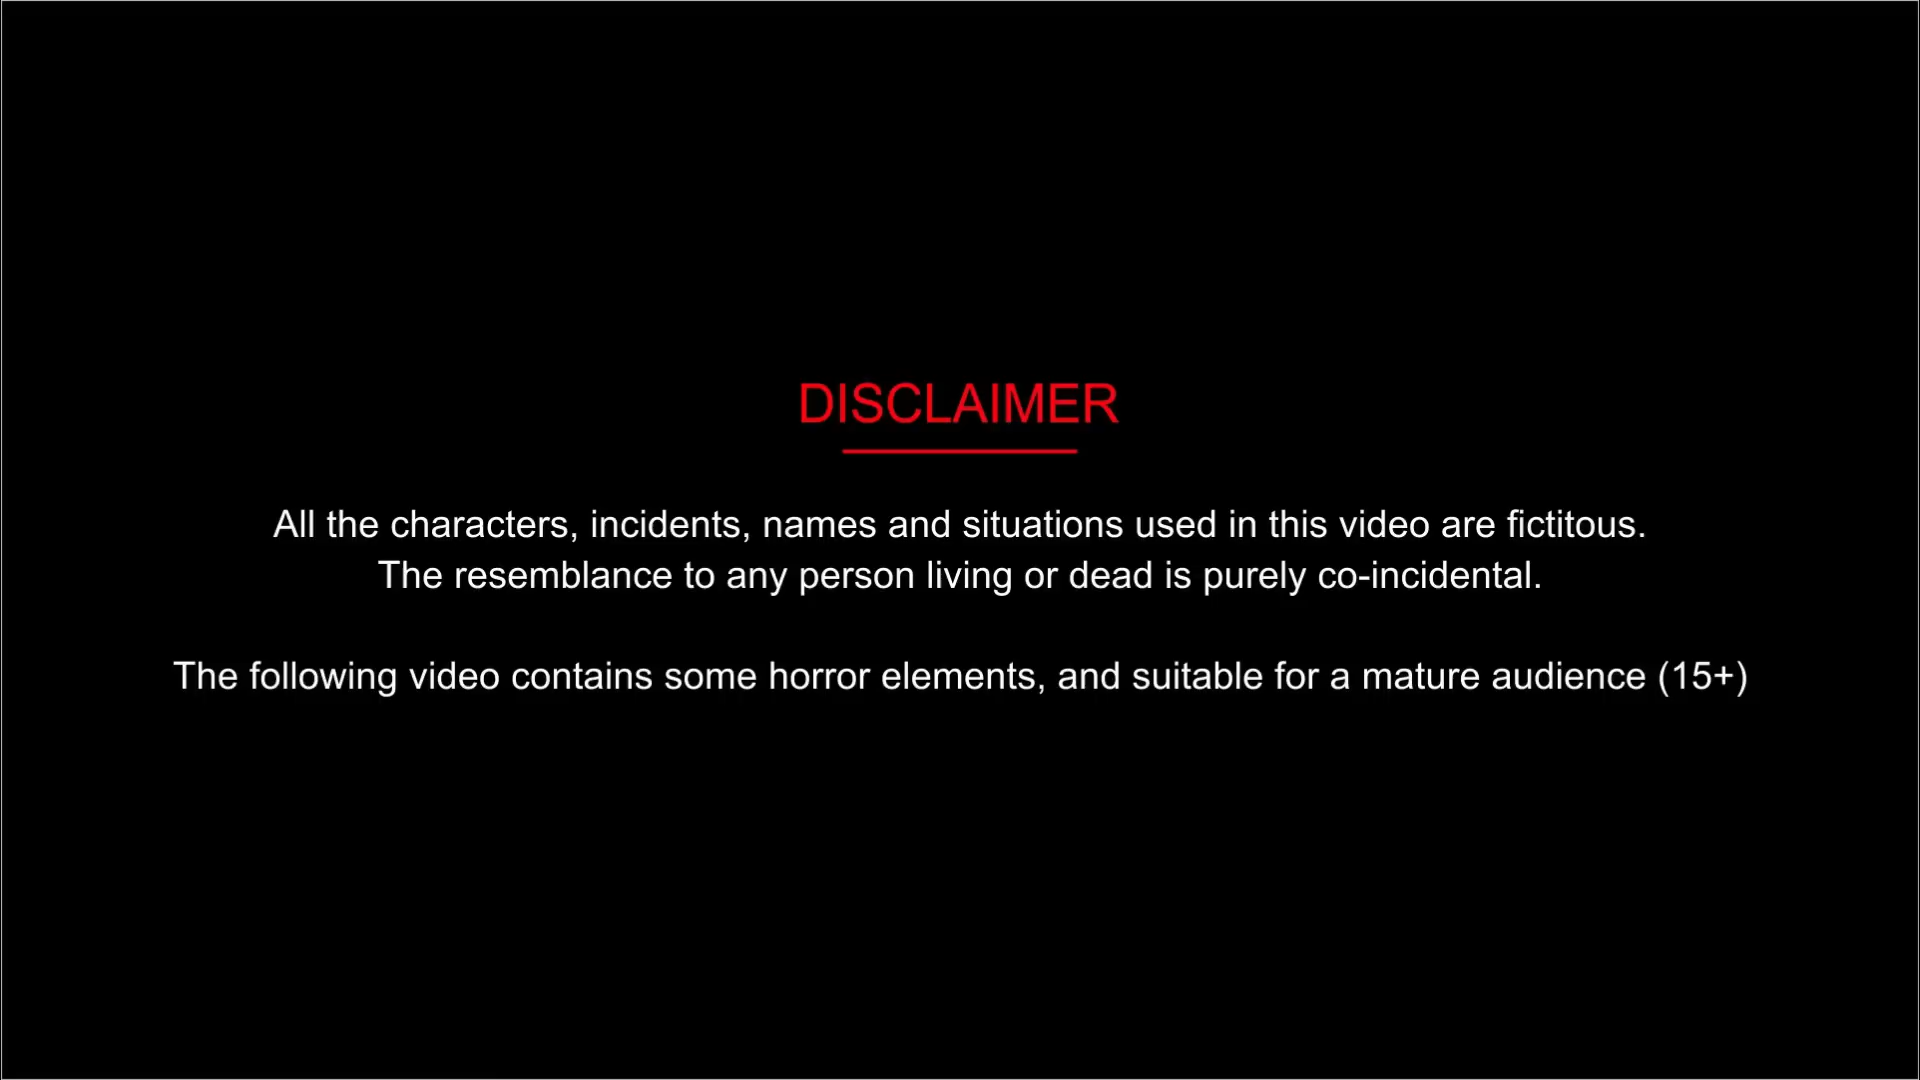 DISCLAIMER
All the characters, incidents, names and situations used in this video are fictitous.
The resemblance to any person living or dead is purely co-incidental.
The following video contains some horror elements, and suitable for a mature audience (15+)